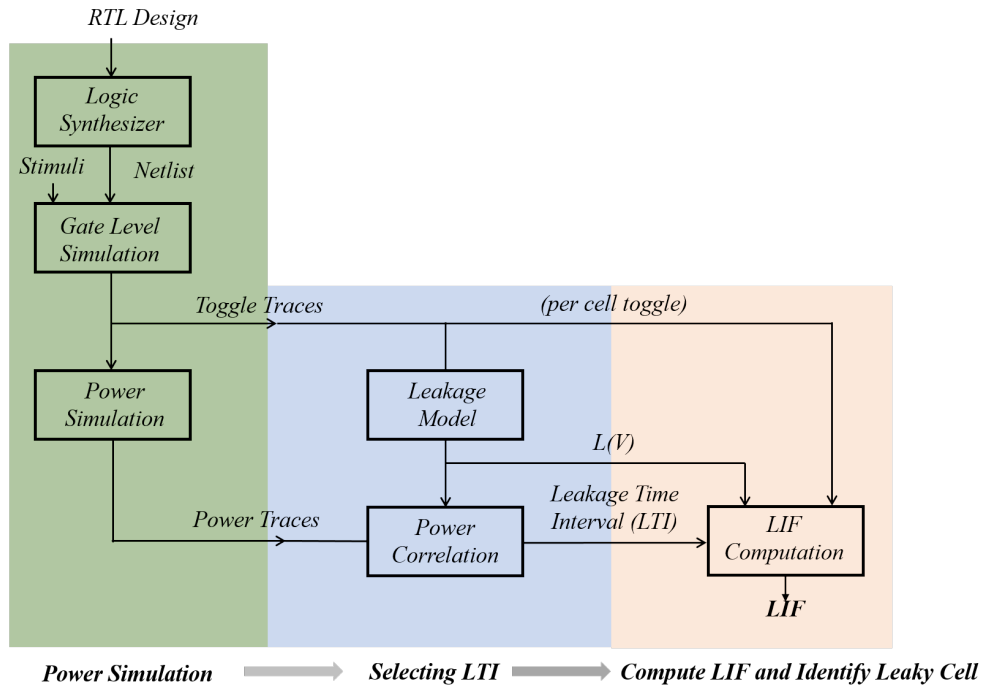 RTL Design
Logic
Synthesizer
Stimuli
Netlist
Gate Level
Simulation
Toggle Traces
(per cell toggle)
Power
Simulation
Leakage
Model
L(V)
Leakage Time
Interval (LTI)
Power Traces
Power
Correlation
LIF
Computation
LIF
Power Simulation
Selecting LTI
Compute LIF and Identify Leaky Cell